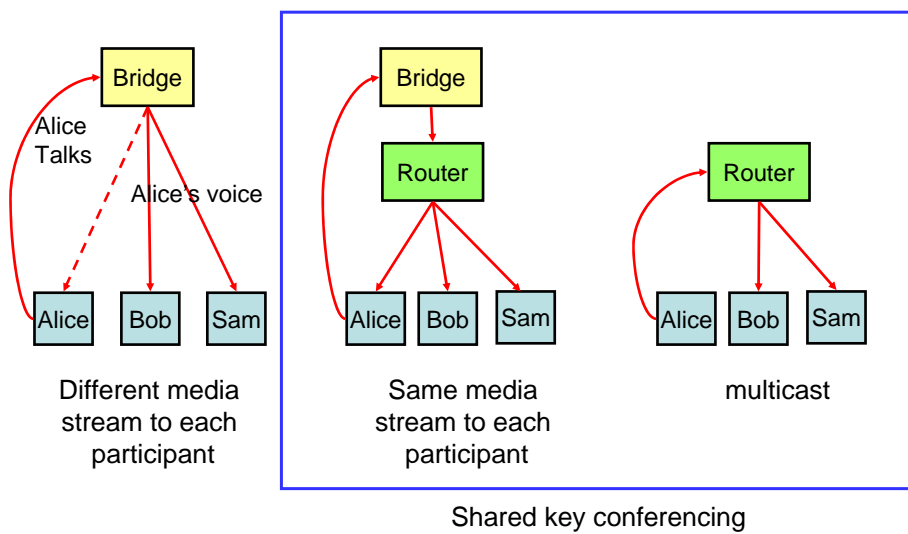 Bridge
Alice
Talks
Alice's voice
Alice
Bob
Sam
Different media
stream to each
participant
Bridge
Router
Alice
Bob
Sam
Same media
stream to each
participant
Router
Alice
Bob
Sam
multicast
Shared key conferencing